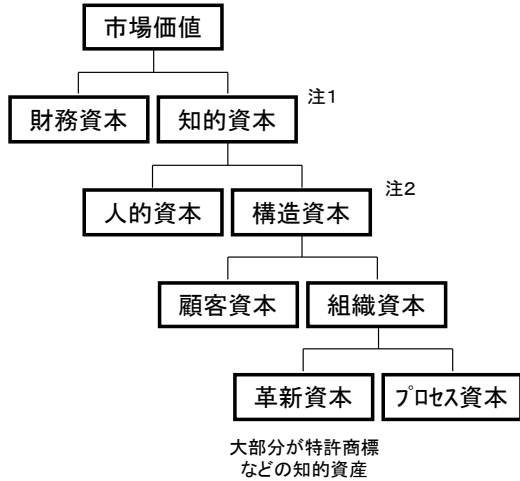 市場価値
財務資本
知的資本
注1
人的資本
構造資本
注2
顧客資本
組織資本
革新資本
プロセス資本
大部分が特許商標
などの知的資産